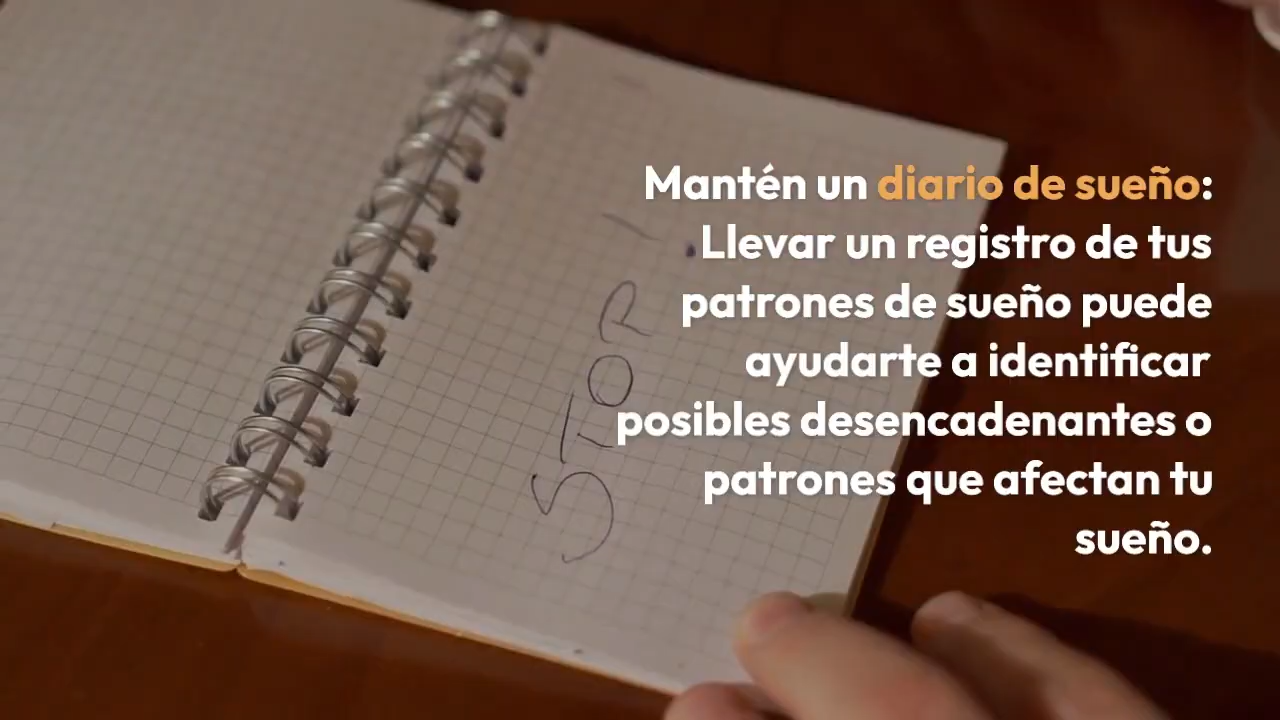 Mantén un diario de sueño:
Llevar un registro de tus
patrones de sueño puede
ayudarte a identificar
posibles desencadenantes o
patrones que afectan tu
sueño.
STOP!